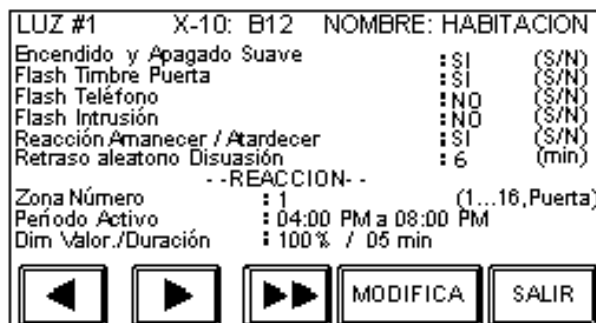 LUZ #1 X-10: B12 NOMBRE: HABITACION
Encendido y Apagado Suave :SI (S/N)
Flash Timbre Puerta :SI (S/N)
Flash Teléfono :NO (S/N)
Flash Intrusión :NO (S/N)
Reacción Amanecer / Atardecer :SI (S/N)
Retraso aleatono Disuasión :6 (min)
--REACCION--
Zona Número :1 (1...16,Puerta)
Período Activo :04:00 PM a 08:00 PM
Dim Valor./Duración :100% / 05 min
MODIFICA SALIR